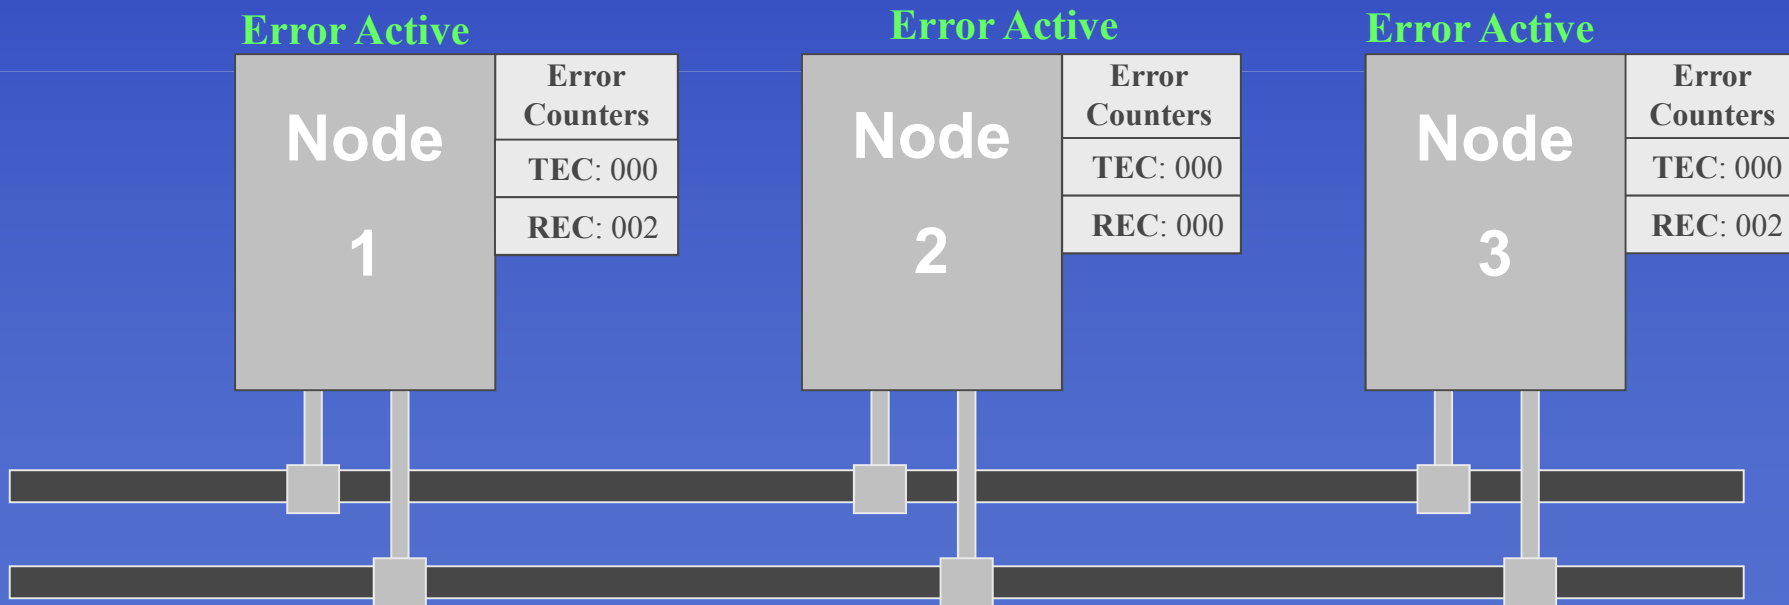 Error Active
Node
1
Error
Counters
TEC: 000
REC: 002
Error Active
Node
2
Error
Counters
TEC: 000
REC: 000
Error Active
Node
3
Error
Counters
TEC: 000
REC: 002